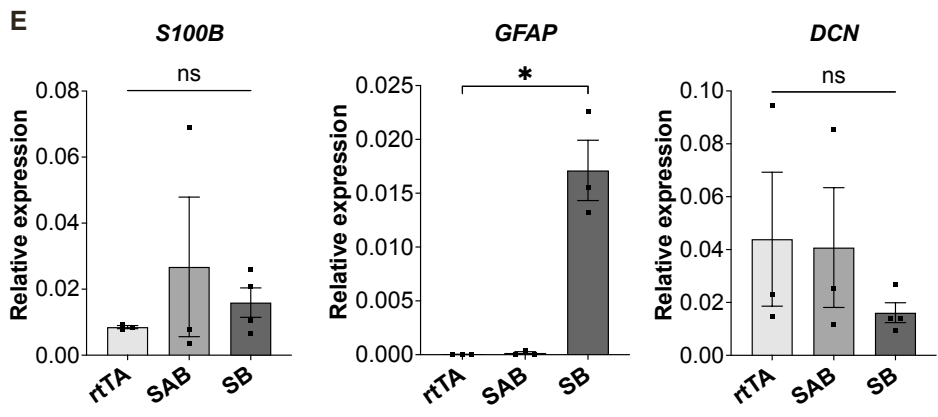 E
S100B
ns
Relative expression
0.08
0.06
0.04
0.02
0.00
rtTA
SAB
SB
GFAP
*
Relative expression
0.025
0.020
0.015
0.010
0.005
0.000
rtTA
SAB
SB
DCN
ns
Relative expression
0.10
0.08
0.06
0.04
0.02
0.00
rtTA
SAB
SB